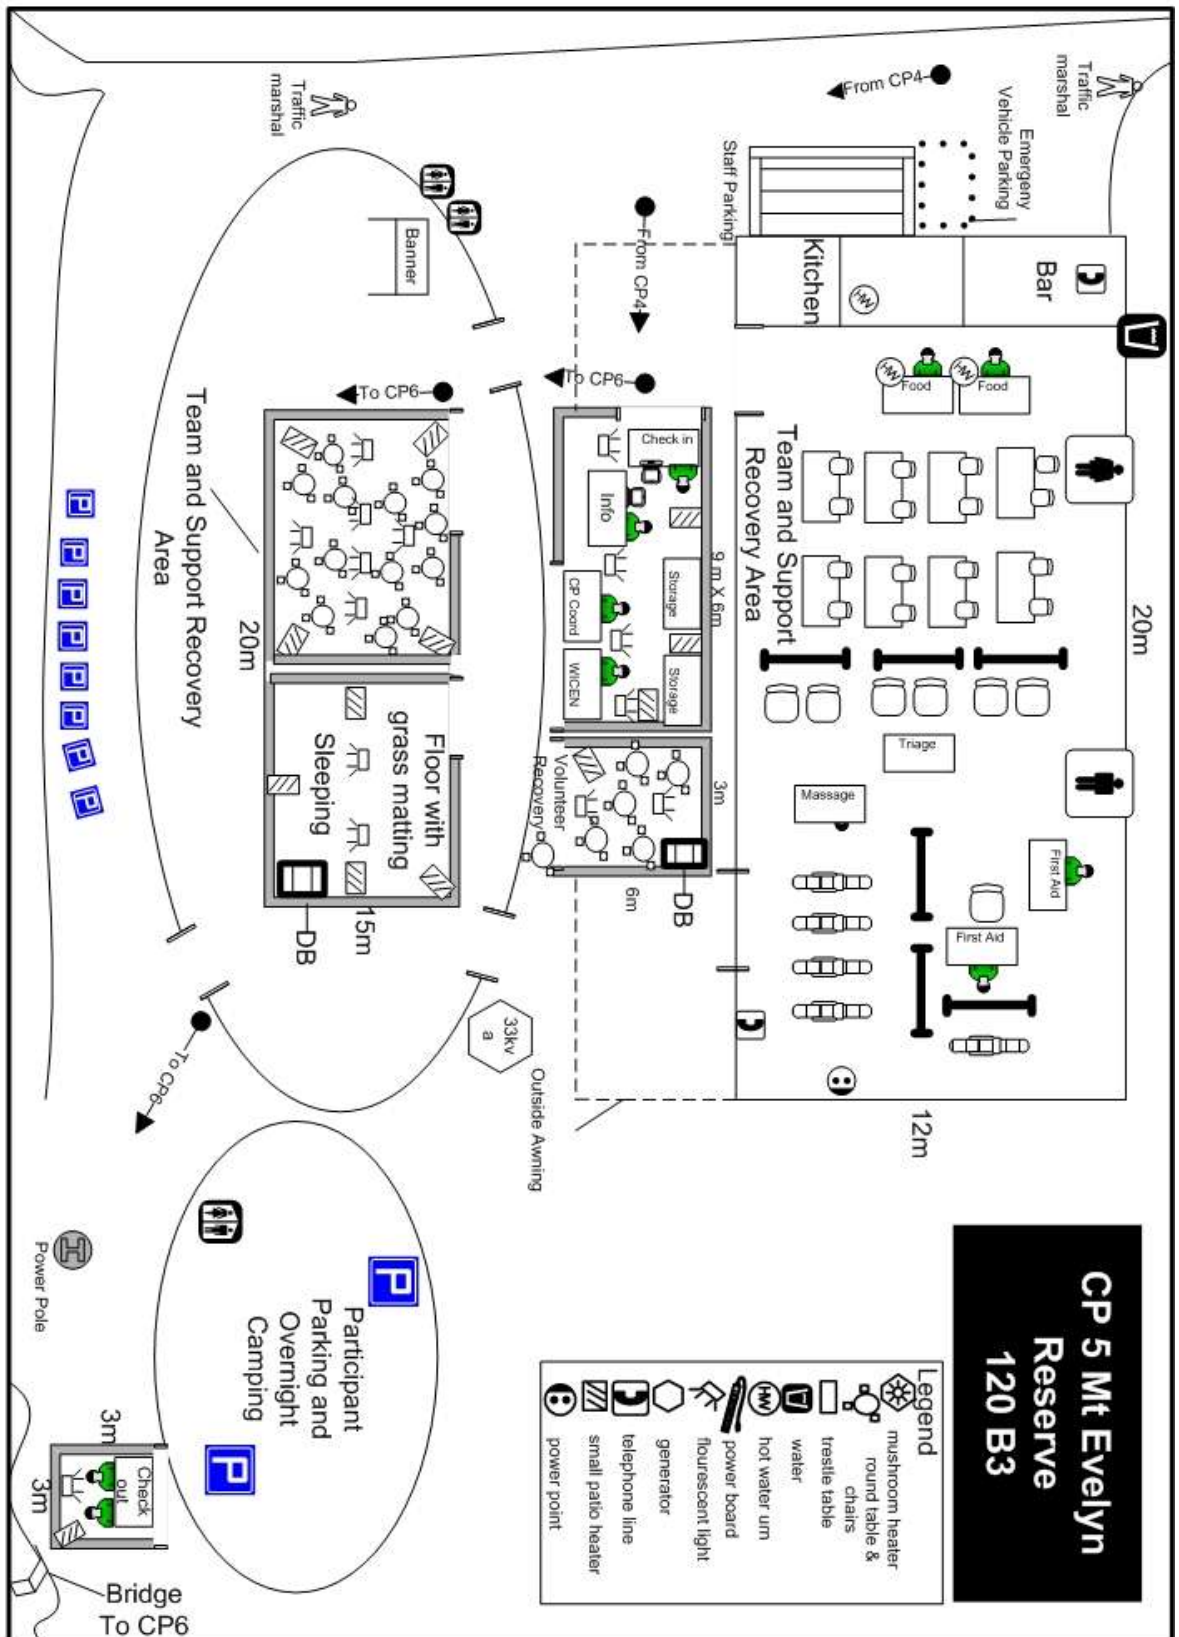 CP 5 Mt Evelyn
Reserve
120 B3
Traffic
marshal
From CP4
Emergeny
Vehicle Parking
Staff Parking
Traffic
marshal
Banner
From CP4
To CP6
To CP6
Kitchen
HW
Bar
HW
Food
HW
Food
Team and Support
Recovery Area
20m
12m
Triage
Massage
First Aid
First Aid
Check in
Info
CP Coord
WICEN
Storage
Storage
9 m X 6m
3m
6m
DB
Volunteer
Recovery
Team and Support Recovery
Area
20m
15m
Floor with
grass matting
Sleeping
DB
33kv
a
Outside Awning
To CP6
P
P
P
P
P
P
P
P
Participant
Parking and
Overnight
Camping
P
P
H
Power Pole
3m
3m
Check
out
Bridge
To CP6
Legend
mushroom heater
round table &
chairs
trestle table
water
HW
hot water urn
power board
flourescent light
generator
telephone line
small patio heater
power point